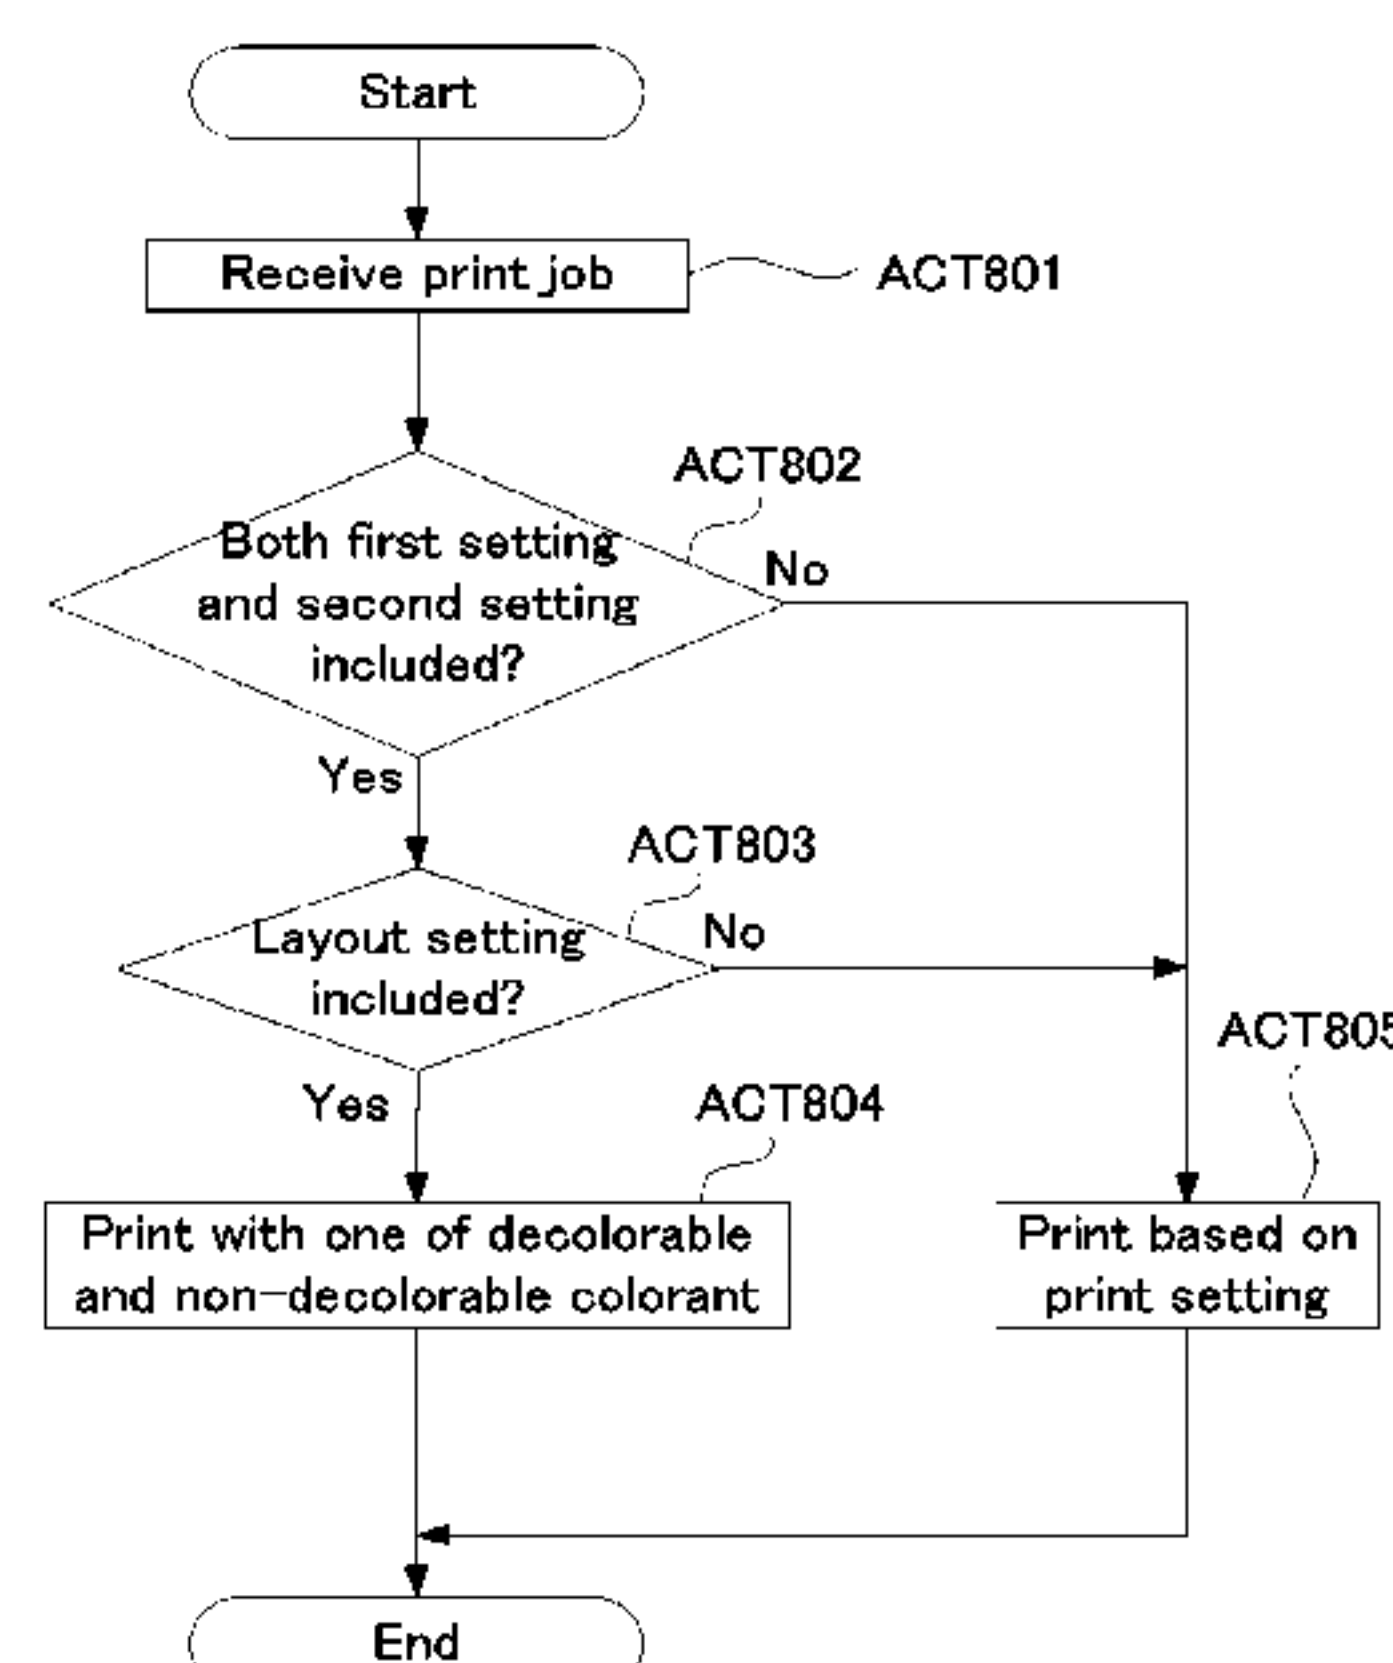 Start
Receive print job
ACT801
ACT802
Both first setting
and second setting
included?
No
Yes
ACT803
Layout setting
included?
No
Yes
ACT804
ACT805
Print with one of decolorable
and non-decolorable colorant
Print based on
print setting
End